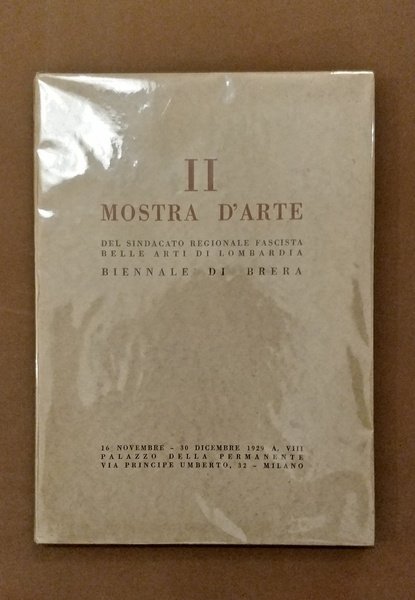 II
MOSTRA D'ARTE
DEL SINDACATO REGIONALE FASCISTA
BELLE ARTI DI LOMBARDIA
BIENNALE DI BRERA
16 NOVEMBRE - 30 DICEMBRE 1929 A. VIII
PALAZZO DELLA PERMANENTE
VIA PRINCIPE UMBERTO, 32 - MILANO